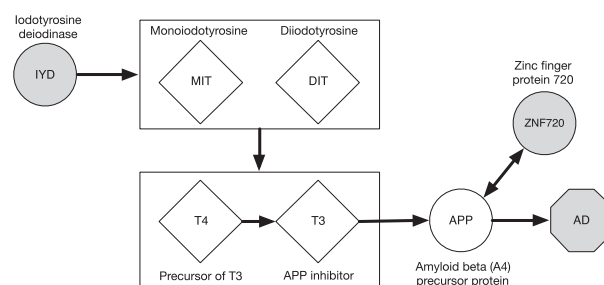 Iodotyrosine
deiodinase
IYD
Monoiodotyrosine
Diiodotyrosine
MIT
DIT
Zinc finger
protein 720
ZNF720
T4
T3
APP
AD
Precursor of T3
APP inhibitor
Amyloid beta (A4)
precursor protein